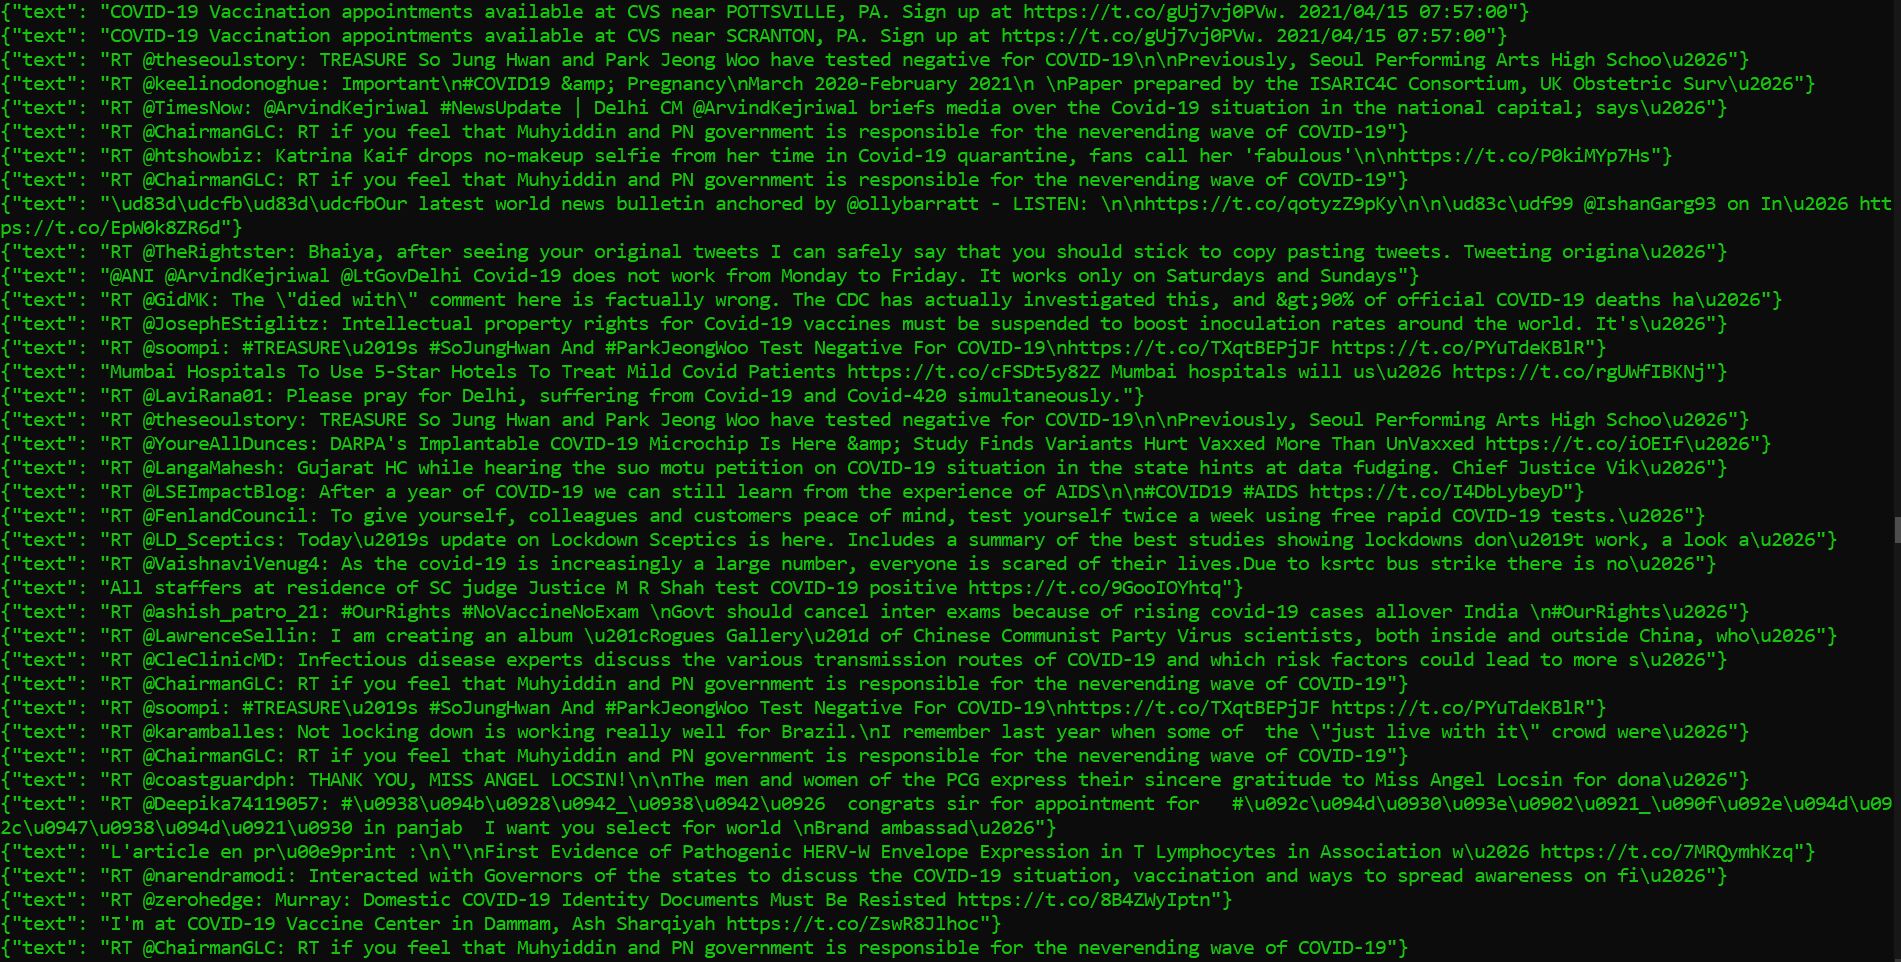 {"text": "COVID-19 Vaccination appointments available at CVS near POTTSVILLE, PA. Sign up at https://t.co/gUj7vj0PVw. 2021/04/15 07:57:00"}
{"text": "COVID-19 Vaccination appointments available at CVS near SCRANTON, PA. Sign up at https://t.co/gUj7vj0PVw. 2021/04/15 07:57:00"}
{"text": "RT @theseoulstory: TREASURE So Jung Hwan and Park Jeong Woo have tested negative for COVID-19\n\nPreviously, Seoul Performing Arts High Schoo\u2026"}
{"text": "RT @keelinodonoghue: Important\n#COVID19 &amp; Pregnancy\nMarch 2020-February 2021\n \nPaper prepared by the ISARIC4C Consortium, UK Obstetric Surv\u2026"}
{"text": "RT @TimesNow: @ArvindKejriwal #NewsUpdate | Delhi CM @ArvindKejriwal briefs media over the Covid-19 situation in the national capital; says\u2026"}
{"text": "RT @ChairmanGLC: RT if you feel that Muhyiddin and PN government is responsible for the neverending wave of COVID-19"}
{"text": "RT @htshowbiz: Katrina Kaif drops no-makeup selfie from her time in Covid-19 quarantine, fans call her 'fabulous'\n\nhttps://t.co/P0kiMYp7Hs"}
{"text": "RT @ChairmanGLC: RT if you feel that Muhyiddin and PN government is responsible for the neverending wave of COVID-19"}
{"text": "\ud83d\udcfb\ud83d\udcfbOur latest world news bulletin anchored by @ollybarratt - LISTEN: \n\nhttps://t.co/qotyzZ9pKy\n\n\ud83c\udf99 @IshanGarg93 on In\u2026 htt
ps://t.co/EpW0k8ZR6d"}
{"text": "RT @TheRightster: Bhaiya, after seeing your original tweets I can safely say that you should stick to copy pasting tweets. Tweeting origina\u2026"}
{"text": "@ANI @ArvindKejriwal @LtGovDelhi Covid-19 does not work from Monday to Friday. It works only on Saturdays and Sundays"}
{"text": "RT @GidMK: The \"died with\" comment here is factually wrong. The CDC has actually investigated this, and &gt;90% of official COVID-19 deaths ha\u2026"}
{"text": "RT @JosephEStiglitz: Intellectual property rights for Covid-19 vaccines must be suspended to boost inoculation rates around the world. It's\u2026"}
{"text": "RT @soompi: #TREASURE\u2019s #SoJungHwan And #ParkJeongWoo Test Negative For COVID-19\nhttps://t.co/TXqtBEPjJF https://t.co/PYuTdeKBlR"}
{"text": "Mumbai Hospitals To Use 5-Star Hotels To Treat Mild Covid Patients https://t.co/cFSDt5y82Z Mumbai hospitals will us\u2026 https://t.co/rgUWfIBKNj"}
{"text": "RT @LaviRana01: Please pray for Delhi, suffering from Covid-19 and Covid-420 simultaneously."}
{"text": "RT @theseoulstory: TREASURE So Jung Hwan and Park Jeong Woo have tested negative for COVID-19\n\nPreviously, Seoul Performing Arts High Schoo\u2026"}
{"text": "RT @YoureAllDunces: DARPA's Implantable COVID-19 Microchip Is Here &amp; Study Finds Variants Hurt Vaxxed More Than UnVaxxed https://t.co/iOEIf\u2026"}
{"text": "RT @LangaMahesh: Gujarat HC while hearing the suo motu petition on COVID-19 situation in the state hints at data fudging. Chief Justice Vik\u2026"}
{"text": "RT @LSEImpactBlog: After a year of COVID-19 we can still learn from the experience of AIDS\n\n#COVID19 #AIDS https://t.co/I4DbLybeyD"}
{"text": "RT @FenlandCouncil: To give yourself, colleagues and customers peace of mind, test yourself twice a week using free rapid COVID-19 tests.\u2026"}
{"text": "RT @LD_Sceptics: Today\u2019s update on Lockdown Sceptics is here. Includes a summary of the best studies showing lockdowns don\u2019t work, a look a\u2026"}
{"text": "RT @VaishnaviVenug4: As the covid-19 is increasingly a large number, everyone is scared of their lives.Due to ksrtc bus strike there is no\u2026"}
{"text": "All staffers at residence of SC judge Justice M R Shah test COVID-19 positive https://t.co/9GooIOYhtq"}
{"text": "RT @ashish_patro_21: #OurRights #NoVaccineNoExam \nGovt should cancel inter exams because of rising covid-19 cases allover India \n#OurRights\u2026"}
{"text": "RT @LawrenceSellin: I am creating an album \u201cRogues Gallery\u201d of Chinese Communist Party Virus scientists, both inside and outside China, who\u2026"}
{"text": "RT @CleClinicMD: Infectious disease experts discuss the various transmission routes of COVID-19 and which risk factors could lead to more s\u2026"}
{"text": "RT @ChairmanGLC: RT if you feel that Muhyiddin and PN government is responsible for the neverending wave of COVID-19"}
{"text": "RT @soompi: #TREASURE\u2019s #SoJungHwan And #ParkJeongWoo Test Negative For COVID-19\nhttps://t.co/TXqtBEPjJF https://t.co/PYuTdeKBlR"}
{"text": "RT @karamballes: Not locking down is working really well for Brazil.\nI remember last year when some of  the \"just live with it\" crowd were\u2026"}
{"text": "RT @ChairmanGLC: RT if you feel that Muhyiddin and PN government is responsible for the neverending wave of COVID-19"}
{"text": "RT @coastguardph: THANK YOU, MISS ANGEL LOCSIN!\n\nThe men and women of the PCG express their sincere gratitude to Miss Angel Locsin for dona\u2026"}
{"text": "RT @Deepika74119057: #\u0938\u094b\u0928\u0942_\u0938\u0942\u0926  congrats sir for appointment for   #\u092c\u094d\u0930\u093e\u0902\u0921_\u090f\u092e\u094d\u09
2c\u0947\u0938\u094d\u0921\u0930 in panjab  I want you select for world \nBrand ambassad\u2026"}
{"text": "L'article en pr\u00e9print :\n\"\nFirst Evidence of Pathogenic HERV-W Envelope Expression in T Lymphocytes in Association w\u2026 https://t.co/7MRQymhKzq"}
{"text": "RT @narendramodi: Interacted with Governors of the states to discuss the COVID-19 situation, vaccination and ways to spread awareness on fi\u2026"}
{"text": "RT @zerohedge: Murray: Domestic COVID-19 Identity Documents Must Be Resisted https://t.co/8B4ZWyIptn"}
{"text": "I'm at COVID-19 Vaccine Center in Dammam, Ash Sharqiyah https://t.co/ZswR8Jlhoc"}
{"text": "RT @ChairmanGLC: RT if you feel that Muhyiddin and PN government is responsible for the neverending wave of COVID-19"}